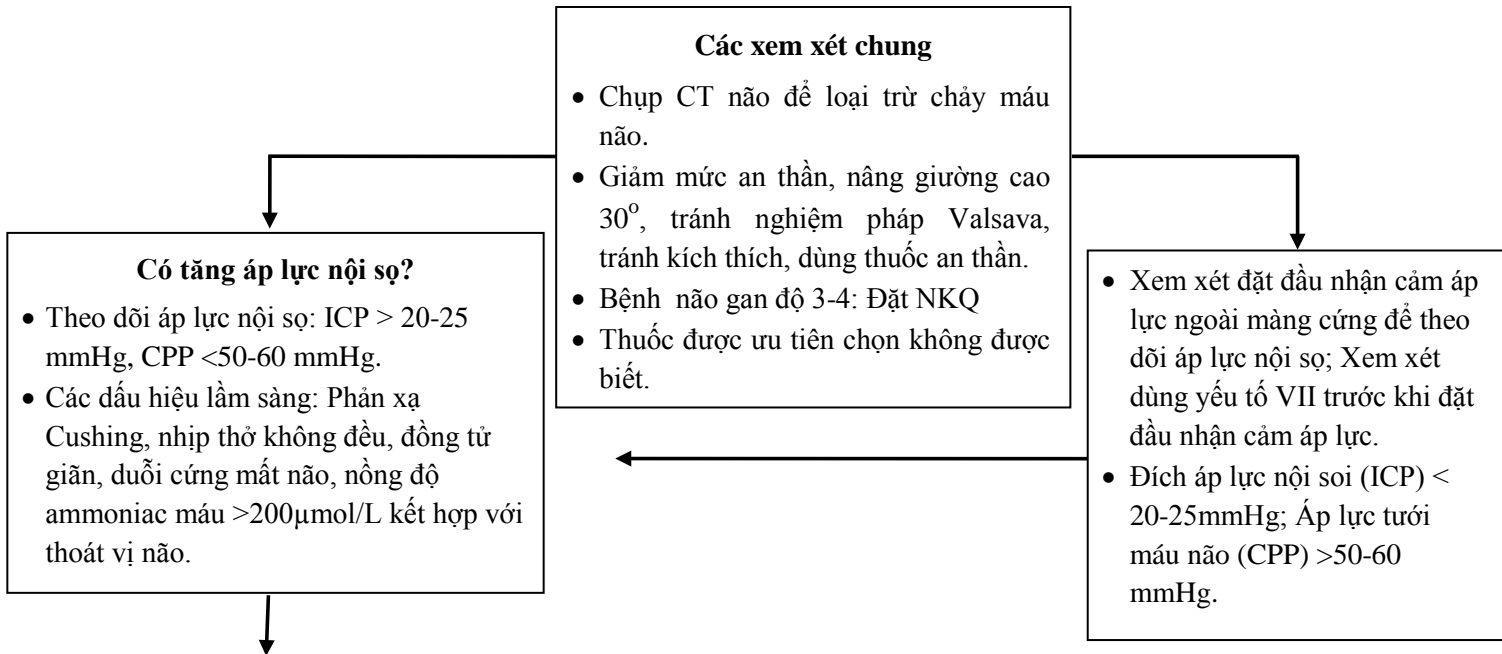 Các xem xét chung
• Chụp CT não để loại trừ chảy máu
não.
• Giảm mức an thần, nâng giường cao
30o, tránh nghiệm pháp Valsava,
tránh kích thích, dùng thuốc an thần.
• Bệnh não gan độ 3-4: Đặt NKQ
• Thuốc được ưu tiên chọn không được
biết.
Có tăng áp lực nội sọ?
• Theo dõi áp lực nội sọ: ICP > 20-25
mmHg, CPP <50-60 mmHg.
• Các dấu hiệu lầm sàng: Phản xạ
Cushing, nhịp thở không đều, đồng tử
giãn, duỗi cứng mất não, nồng độ
ammoniac máu >200µmol/L kết hợp với
thoát vị não.
• Xem xét đặt đầu nhận cảm áp
lực ngoài màng cứng để theo
dõi áp lực nội sọ; Xem xét
dùng yếu tố VII trước khi đặt
đầu nhận cảm áp lực.
• Đích áp lực nội soi (ICP) <
20-25mmHg; Áp lực tưới
máu não (CPP) >50-60
mmHg.